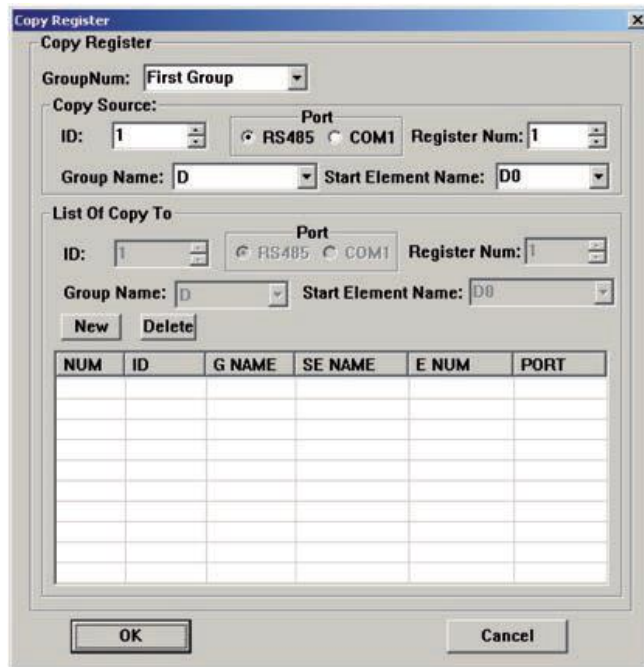 Copy Register
Copy Register
GroupNum: First Group
Copy Source:
Port
ID: 1 RS485 COM1 Register Num: 1
Group Name: D Start Element Name: D0
List Of Copy To
Port
ID: 1 RS485 COM1 Register Num: 1
Group Name: D Start Element Name: D0
New Delete
NUM ID G NAME SE NAME E NUM PORT
OK Cancel